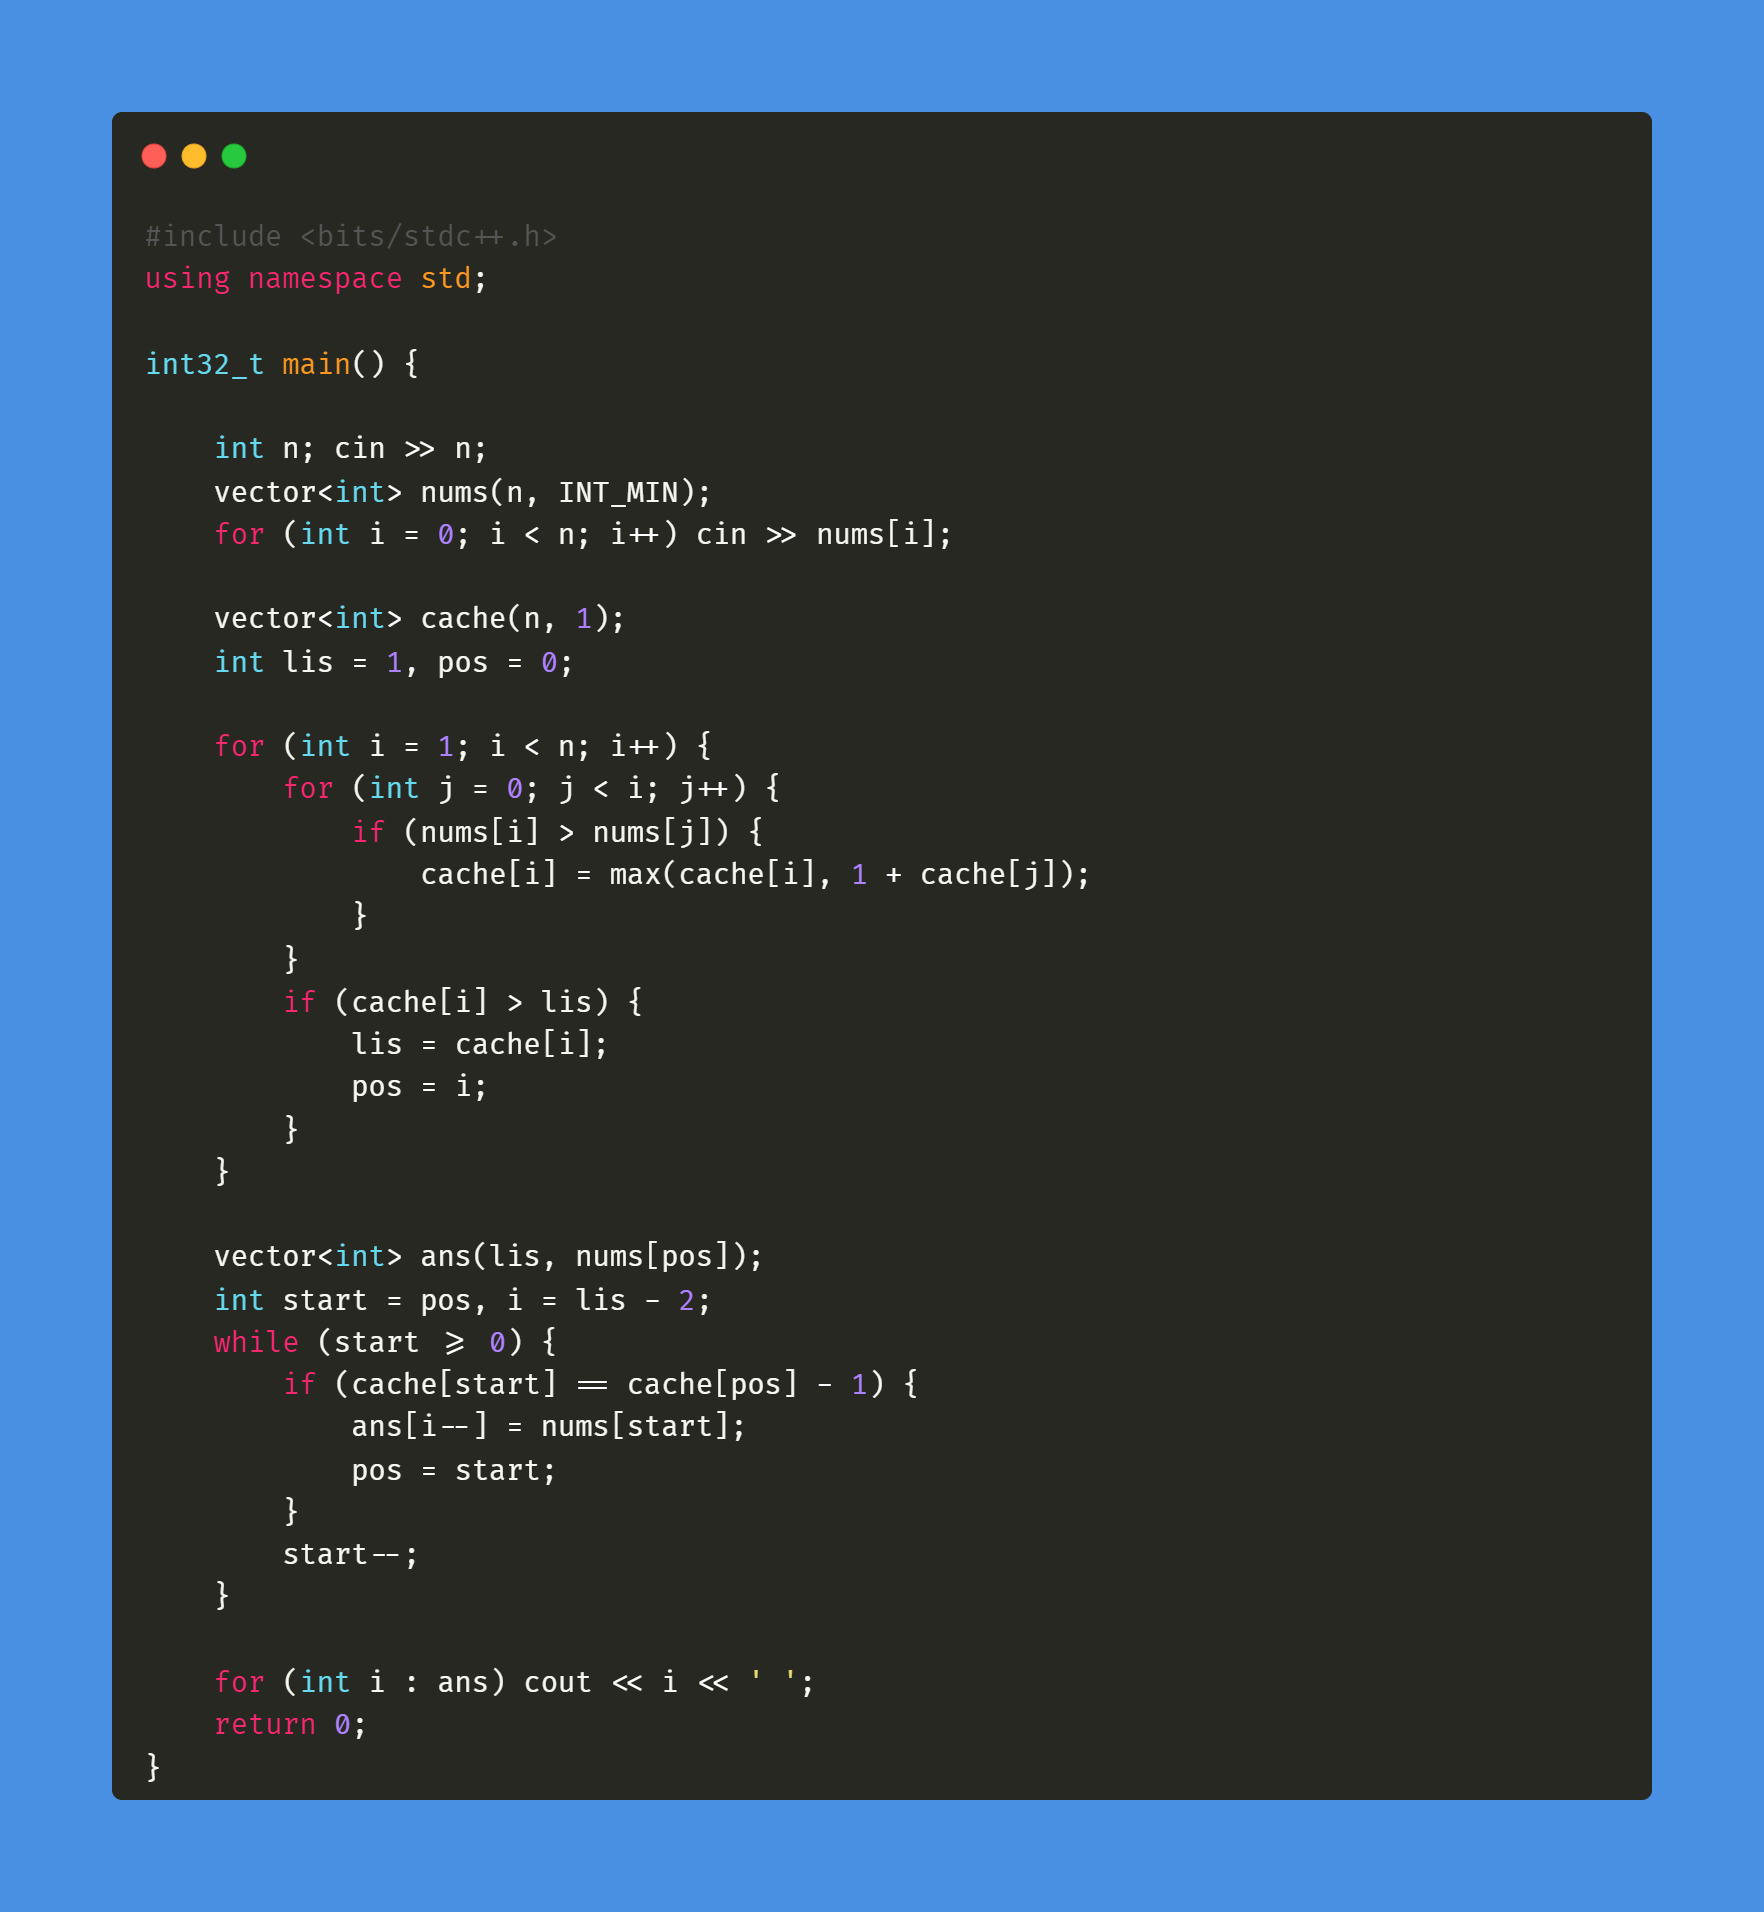 #include <bits/stdc++.h>
using namespace std;

int32_t main() {

    int n; cin >> n;
    vector<int> nums(n, INT_MIN);
    for (int i = 0; i < n; i++) cin >> nums[i];

    vector<int> cache(n, 1);
    int lis = 1, pos = 0;

    for (int i = 1; i < n; i++) {
        for (int j = 0; j < i; j++) {
            if (nums[i] > nums[j]) {
                cache[i] = max(cache[i], 1 + cache[j]);
            }
        }
        if (cache[i] > lis) {
            lis = cache[i];
            pos = i;
        }
    }

    vector<int> ans(lis, nums[pos]);
    int start = pos, i = lis - 2;
    while (start >= 0) {
        if (cache[start] == cache[pos] - 1) {
            ans[i--] = nums[start];
            pos = start;
        }
        start--;
    }

    for (int i : ans) cout << i << ' ';
    return 0;
}